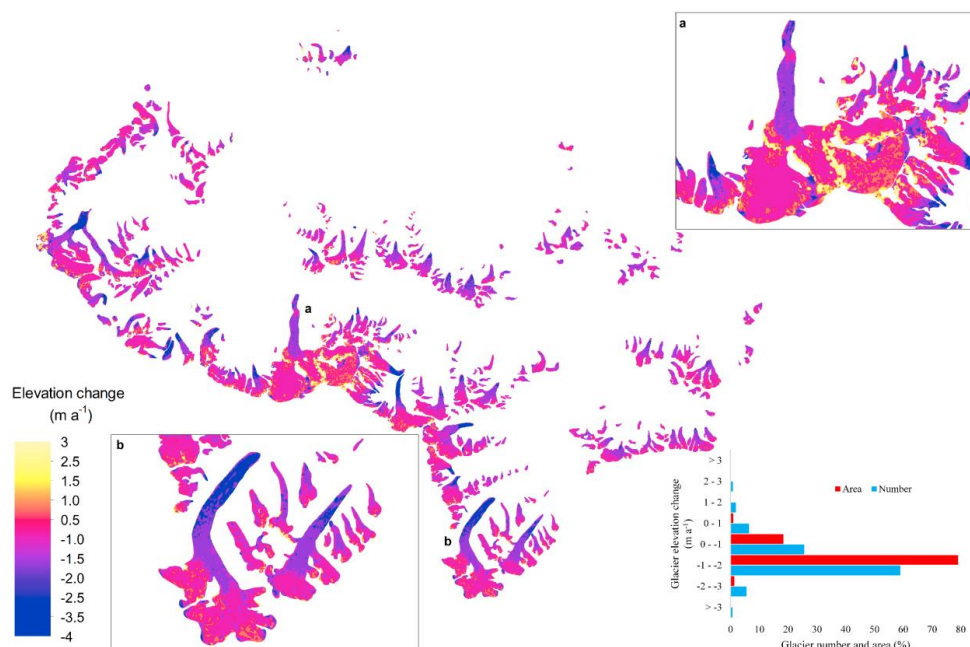 a
a
Elevation change
(m a⁻¹)
3
2.5
1.5
1.0
0.5
-1.0
-1.5
-2.0
-2.5
-3.5
-4
b
b
Glacier elevation change
(m a⁻¹)
> 3
2 - 3
1 - 2
0 - 1
0 - -1
-1 - -2
-2 - -3
> -3
Area
Number
0
10
20
30
40
50
60
70
80
Glacier number and area (%)